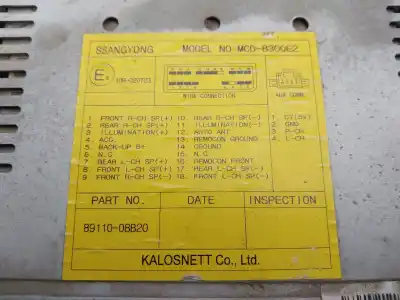 SSANGYONG MODEL NO. MCD-8300E2
WIRE CONNECTION
AUX CONN.
1 FRONT R-CH SP(+) 10 REAR R-CH SP(-) 1 CT(5V)
2 REAR R-CH SP(+) 11 ILLUMINATION(-) 2 GND
3 ILLUMINATION(+) 12 AUTO ANT 3 R-CH
4 ACC 13 REMOCON GROUND 4 L-CH
5 BACK-UP B+ 14 GROUND
6 N.C 15 N.C
7 REAR L-CH SP(+) 16 REMOCON FRONT
8 FRONT L-CH SP(+) 17 REAR L-CH SP(-)
9 FRONT R-CH SP(-) 18 FRONT L-CH SP(-)
PART NO. DATE INSPECTION
89110-08B20
KALOSNETT Co., Ltd.